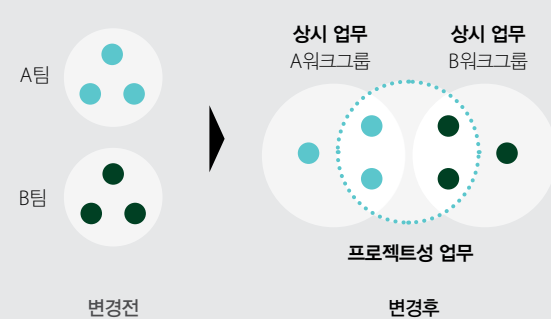 A팀
B팀
변경전
상시 업무
A워크그룹
상시 업무
B워크그룹
프로젝트성 업무
변경후